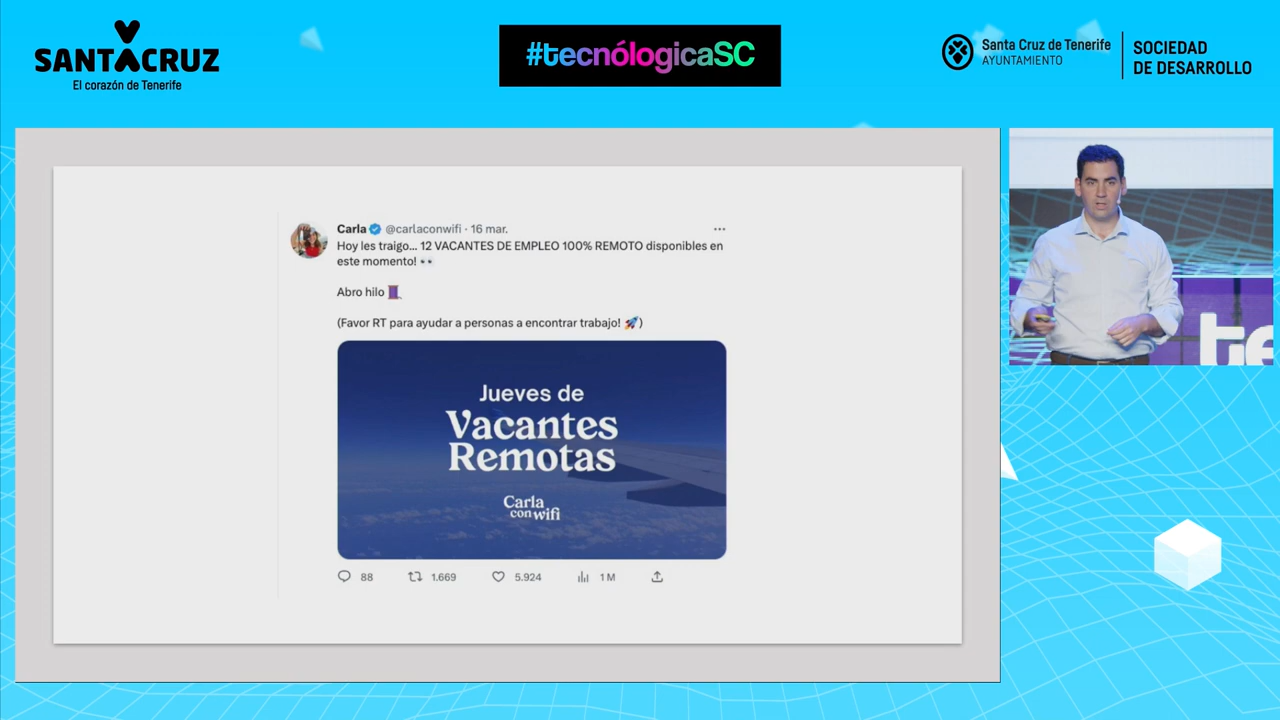 SANTACRUZ
El corazón de Tenerife
#tecnólogicaSC
Santa Cruz de Tenerife
AYUNTAMIENTO
SOCIEDAD
DE DESARROLLO
Carla @carlaconwifi · 16 mar.
Hoy les traigo... 12 VACANTES DE EMPLEO 100% REMOTO disponibles en
este momento! 👀
Abro hilo 🧵
(Favor RT para ayudar a personas a encontrar trabajo! 🚀)
Jueves de
Vacantes
Remotas
Carla
con wifi
88 1.669 5.924 1 M
te